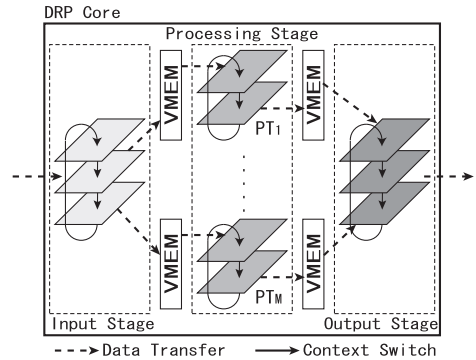 DRP Core
Processing Stage
VMEM
VMEM
PT1
VMEM
VMEM
PTM
Input Stage
Output Stage
Data Transfer
Context Switch